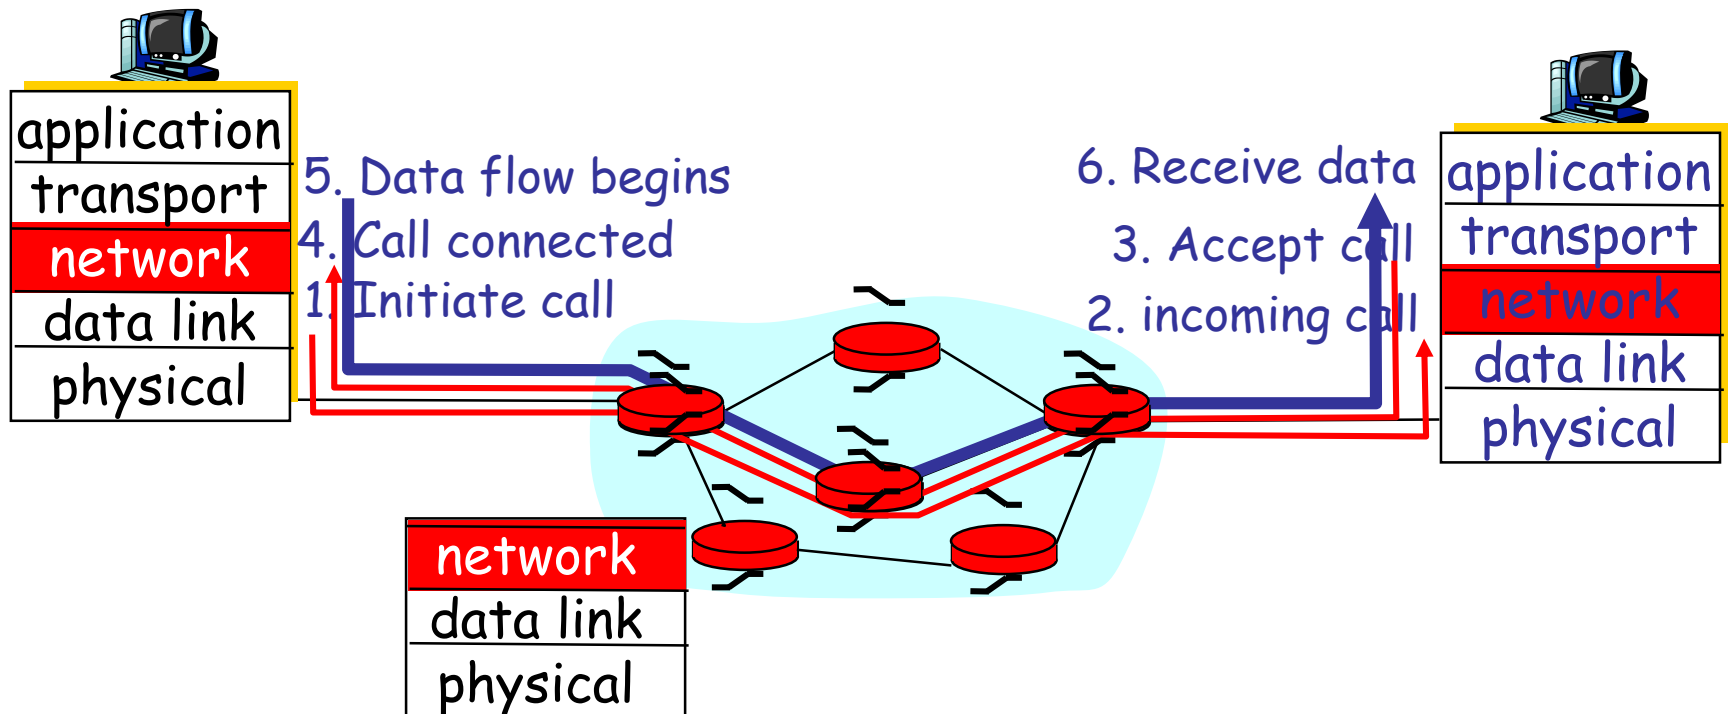 application
transport
network
data link
physical
5. Data flow begins
4. Call connected
1. Initiate call
6. Receive data
3. Accept call
2. incoming call
application
transport
network
data link
physical
network
data link
physical